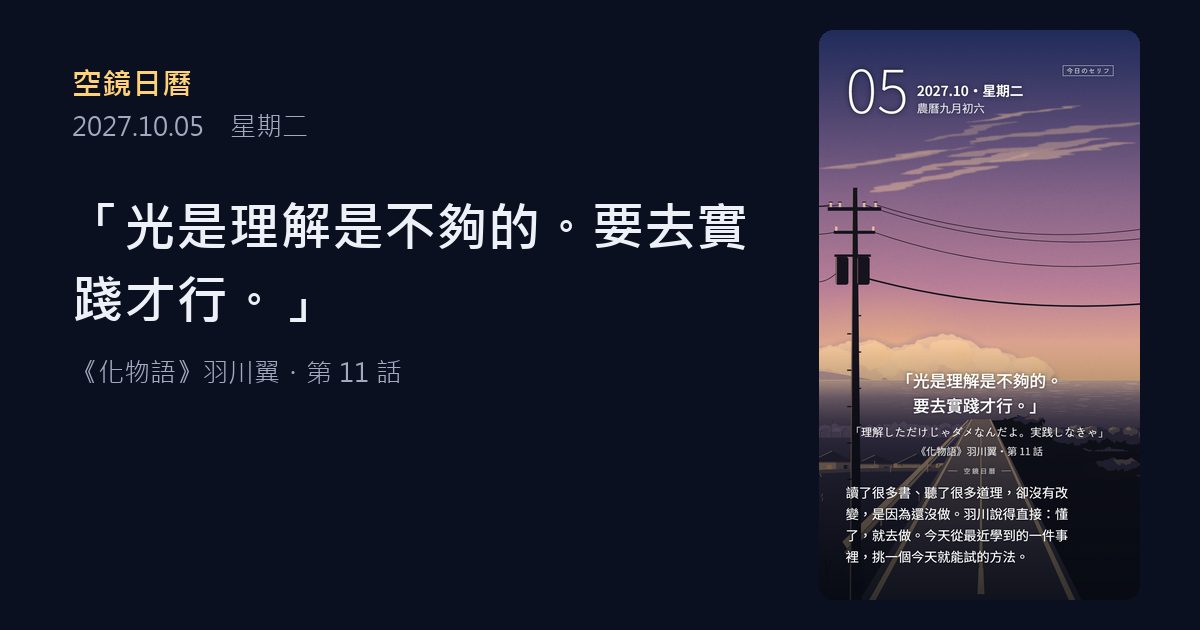 空鏡日曆
2027.10.05 星期二
「光是理解是不夠的。要去實
踐才行。」
《化物語》羽川翼・第 11 話
今日のセリフ
05
2027.10・星期二
農曆九月初六
「光是理解是不夠的。
要去實踐才行。」
「理解しただけじゃダメなんだよ。実践しなきゃ」
《化物語》羽川翼・第 11 話
— 空鏡日曆 —
讀了很多書、聽了很多道理，卻沒有改
變，是因為還沒做。羽川說得直接：懂
了，就去做。今天從最近學到的一件事
裡，挑一個今天就能試的方法。